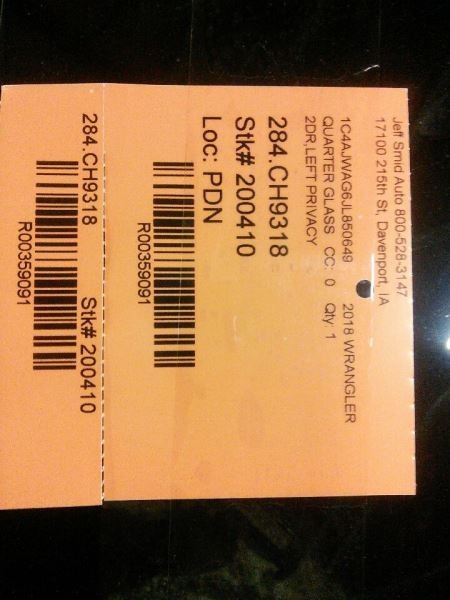 Jeff Smid Auto 800-528-3147
17100 215th St, Davenport, IA
1C4AJWAG6JL850649 2018 WRANGLER
QUARTER GLASS CC: 0 Qty: 1
2DR,LEFT PRIVACY
284.CH9318
Stk# 200410
Loc: PDN
R00359091
284.CH9318 Stk# 200410
R00359091